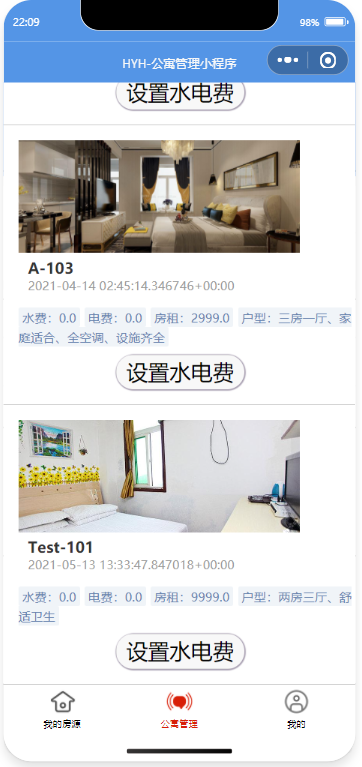 22:09
98%
HYH-公寓管理小程序
设置水电费
A-103
2021-04-14 02:45:14.346746+00:00
水费：0.0 电费：0.0 房租：2999.0 户型：三房一厅、家
庭适合、全空调、设施齐全
设置水电费
Test-101
2021-05-13 13:33:47.847018+00:00
水费：0.0 电费：0.0 房租：9999.0 户型：两房三厅、舒
适卫生
设置水电费
我的房源
公寓管理
我的